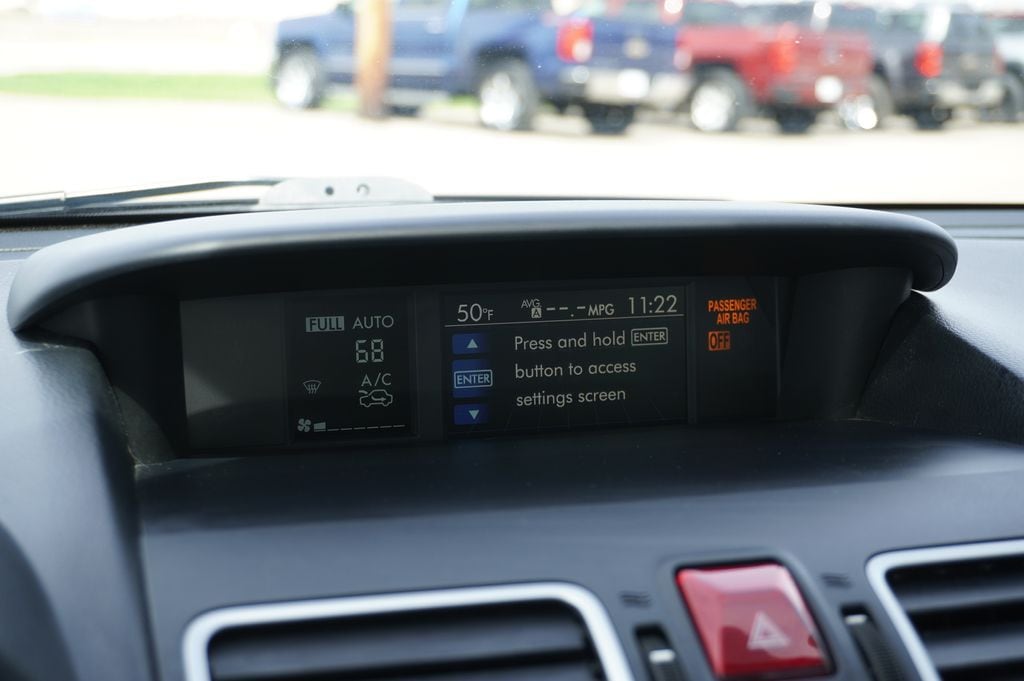 FULL AUTO
68
A/C
50°F AVG. A --.-MPG 11:22
Press and hold ENTER
button to access
settings screen
ENTER
PASSENGER
AIR BAG
OFF